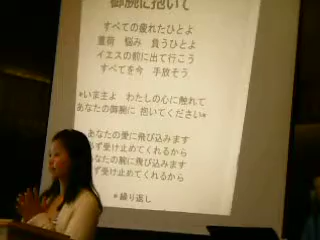 御腕に抱いて
すべての疲れたひとよ
重荷 悩み 負うひとよ
イエスの前に出て行こう
すべてを今 手放そう
*いま主よ わたしの心に触れて
あなたの御腕に 抱いてください*
あなたの愛に飛び込みます
必ず受け止めてくれるから
あなたの腕に飛び込みます
必ず受け止めてくれるから
*繰り返し